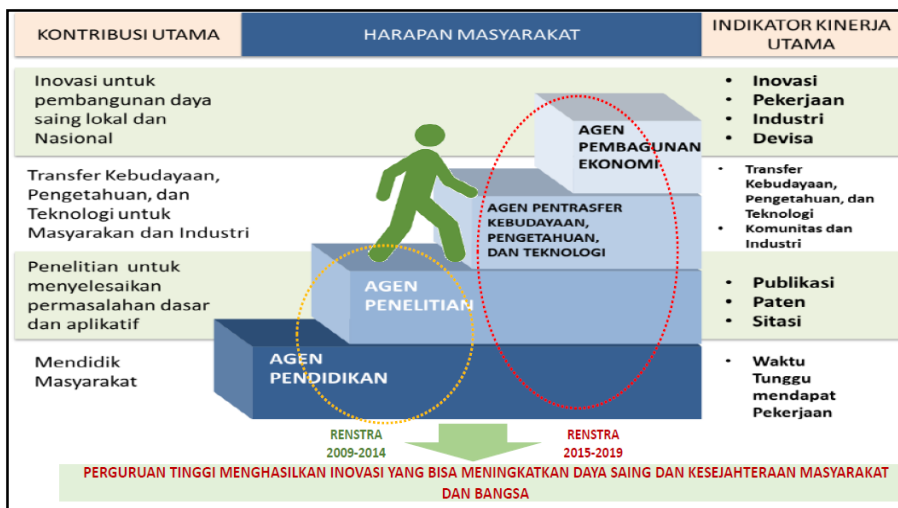 KONTRIBUSI UTAMA
HARAPAN MASYARAKAT
INDIKATOR KINERJA
UTAMA
Inovasi untuk
pembangunan daya
saing lokal dan
Nasional
AGEN
PEMBAGUNAN
EKONOMI
• Inovasi
• Pekerjaan
• Industri
• Devisa
Transfer Kebudayaan,
Pengetahuan, dan
Teknologi untuk
Masyarakan dan Industri
AGEN PENTRASFER
KEBUDAYAAN,
PENGETAHUAN,
DAN TEKNOLOGI
• Transfer
Kebudayaan,
Pengetahuan, dan
Teknologi
• Komunitas dan
Industri
Penelitian untuk
menyelesaikan
permasalahan dasar
dan aplikatif
AGEN
PENELITIAN
• Publikasi
• Paten
• Sitasi
Mendidik
Masyarakat
AGEN
PENDIDIKAN
• Waktu
Tunggu
mendapat
Pekerjaan
RENSTRA
2009-2014
RENSTRA
2015-2019
PERGURUAN TINGGI MENGHASILKAN INOVASI YANG BISA MENINGKATKAN DAYA SAING DAN KESEJAHTERAAN MASYARAKAT
DAN BANGSA